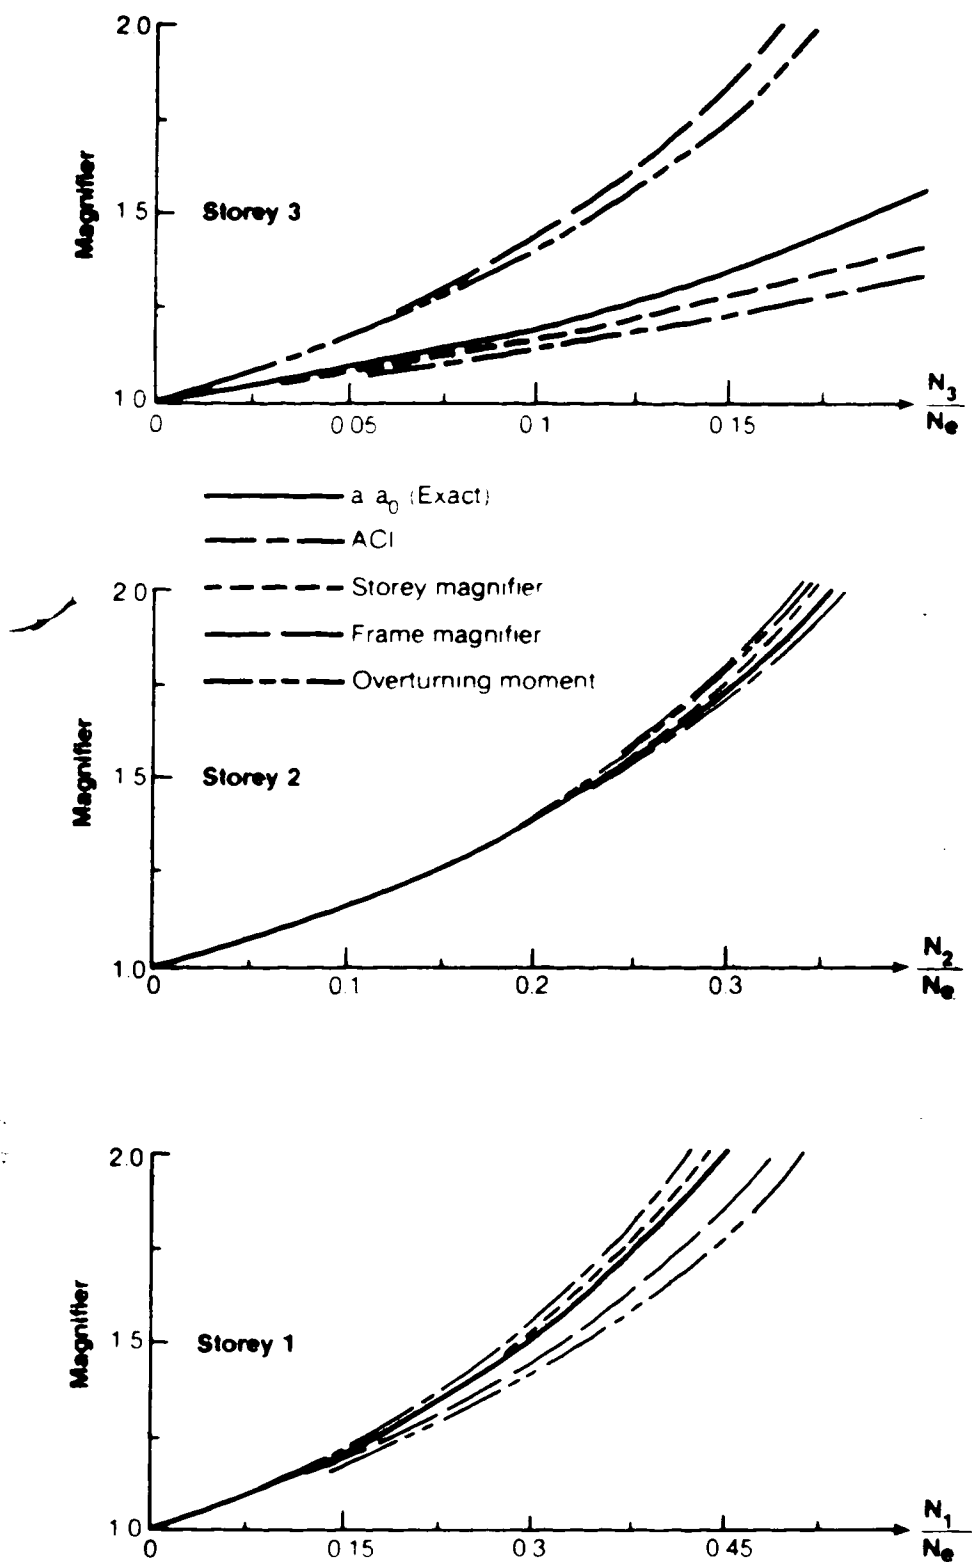 2.0
Magnifier
1.5
Storey 3
1.0
0
0.05
0.1
0.15
N3
Ne
a a0 (Exact)
ACI
Storey magnifier
Frame magnifier
Overturning moment
2.0
Magnifier
1.5
Storey 2
1.0
0
0.1
0.2
0.3
N2
Ne
2.0
Magnifier
1.5
Storey 1
1.0
0
0.15
0.3
0.45
N1
Ne